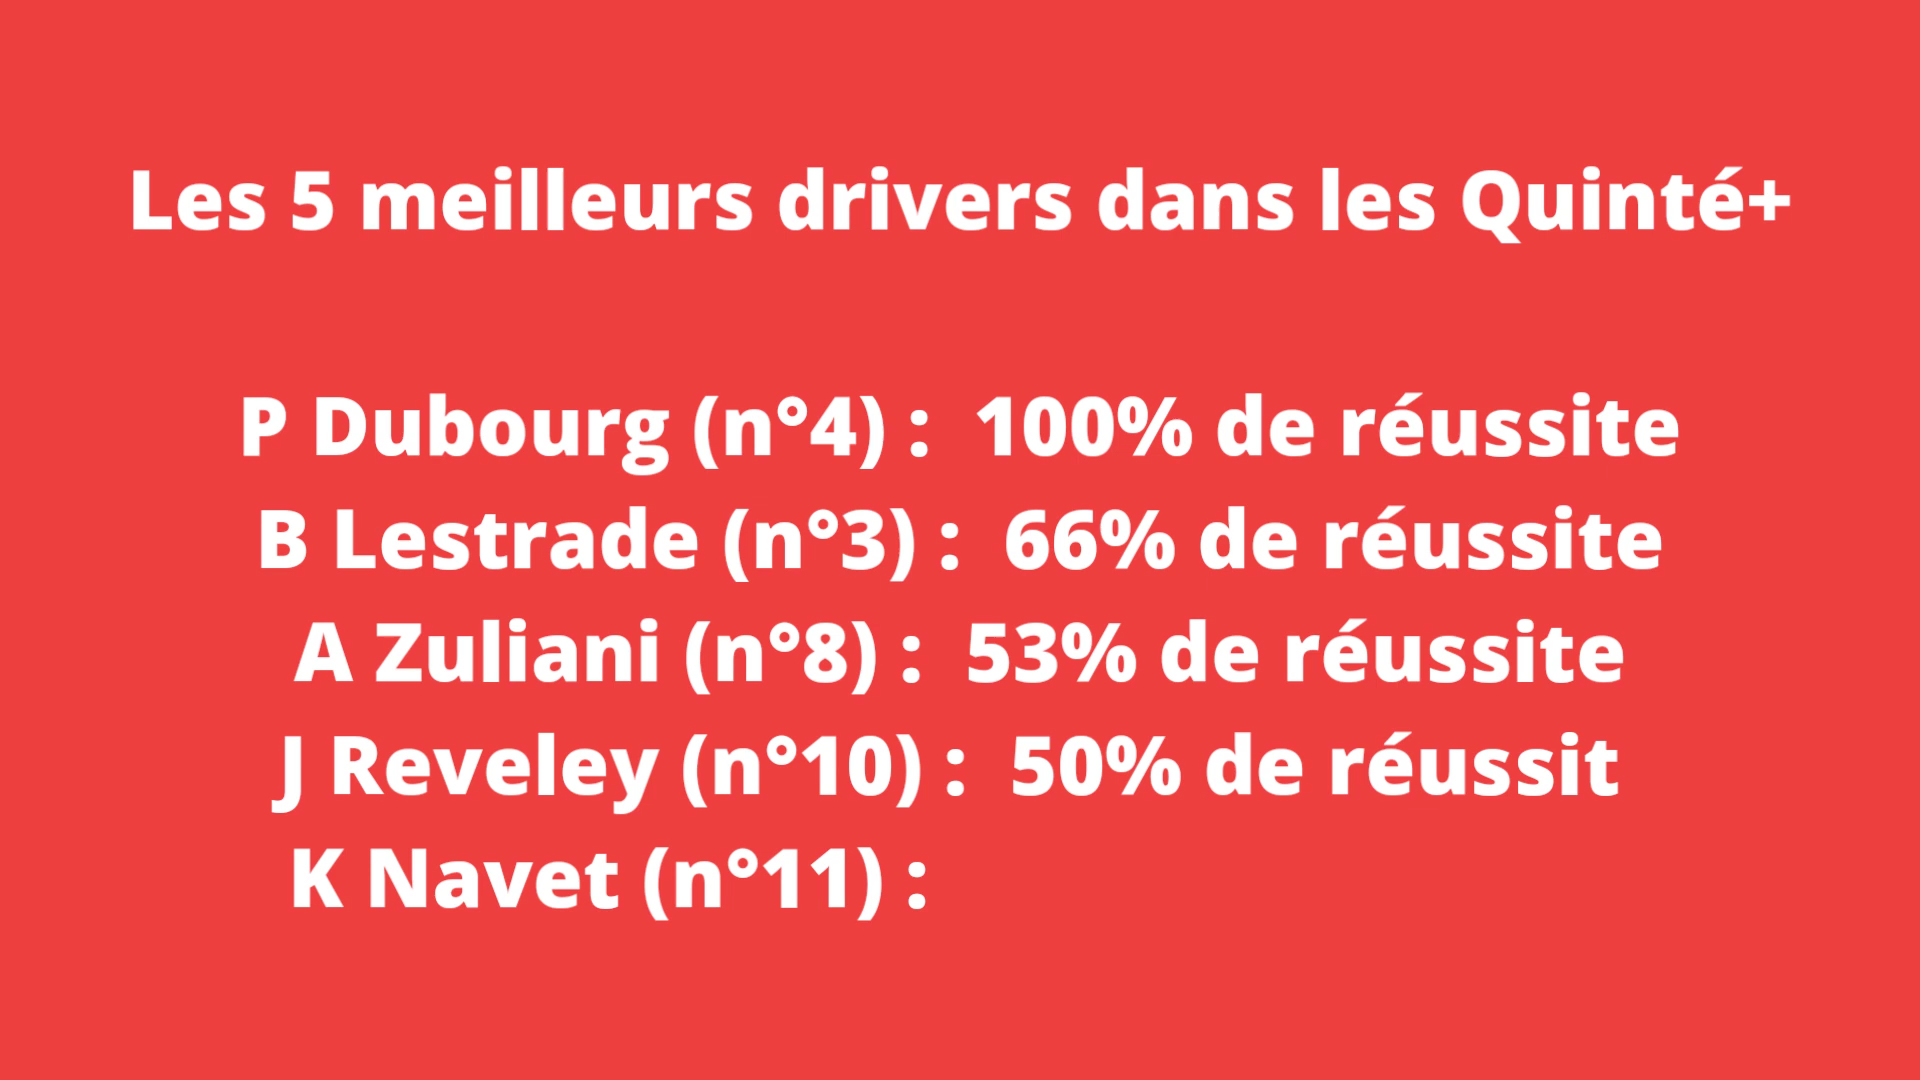 Les 5 meilleurs drivers dans les Quinté+
P Dubourg (n°4) : 100% de réussite
B Lestrade (n°3) : 66% de réussite
A Zuliani (n°8) : 53% de réussite
J Reveley (n°10) : 50% de réussit
K Navet (n°11) :